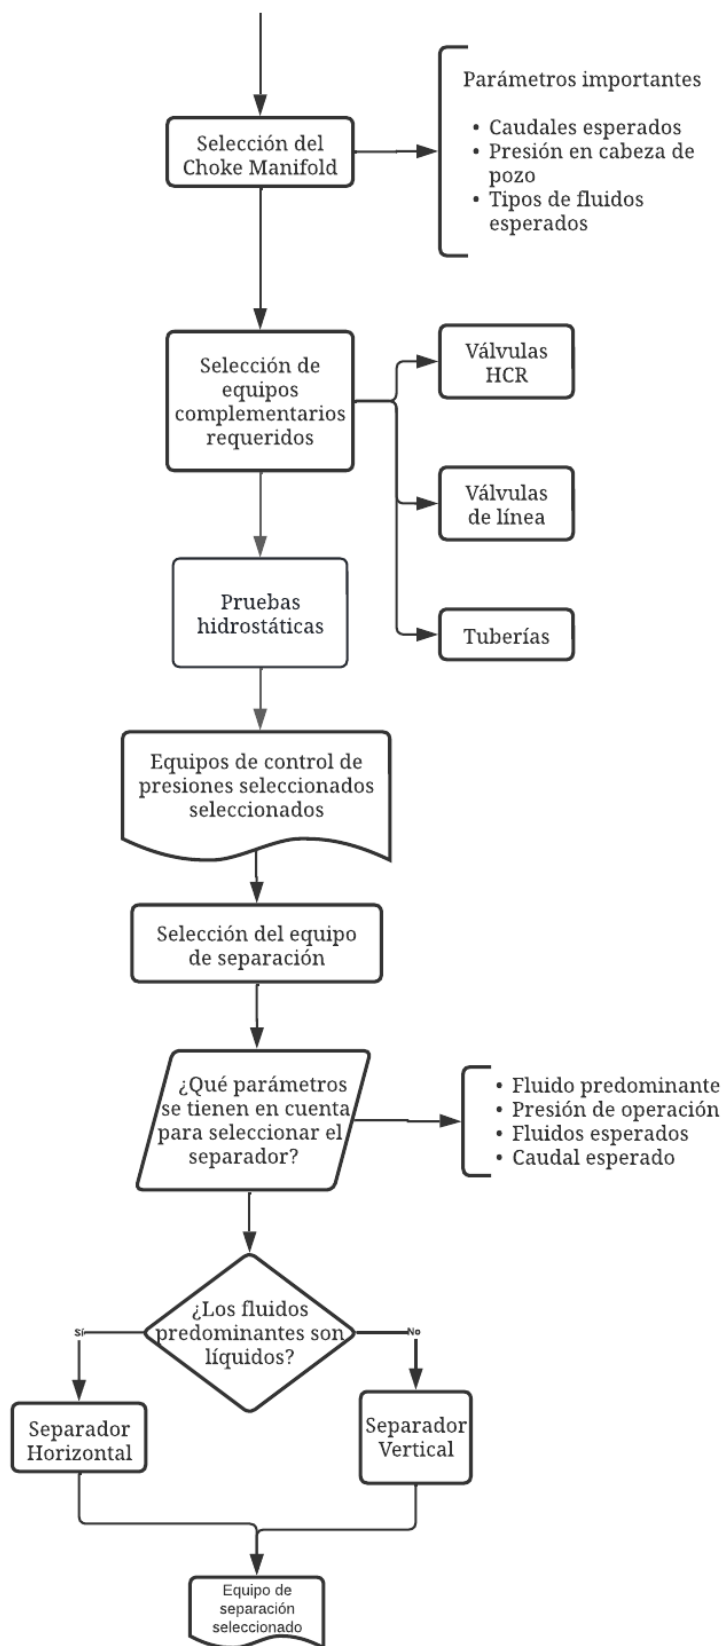 Selección del
Choke Manifold
Parámetros importantes
• Caudales esperados
• Presión en cabeza de
pozo
• Tipos de fluidos
esperados
Selección de
equipos
complementarios
requeridos
Válvulas
HCR
Válvulas
de línea
Tuberías
Pruebas
hidrostáticas
Equipos de control de
presiones seleccionados
seleccionados
Selección del equipo
de separación
¿Qué parámetros
se tienen en cuenta
para seleccionar el
separador?
• Fluido predominante
• Presión de operación
• Fluidos esperados
• Caudal esperado
¿Los fluidos
predominantes son
líquidos?
Sí
No
Separador
Horizontal
Separador
Vertical
Equipo de
separación
seleccionado